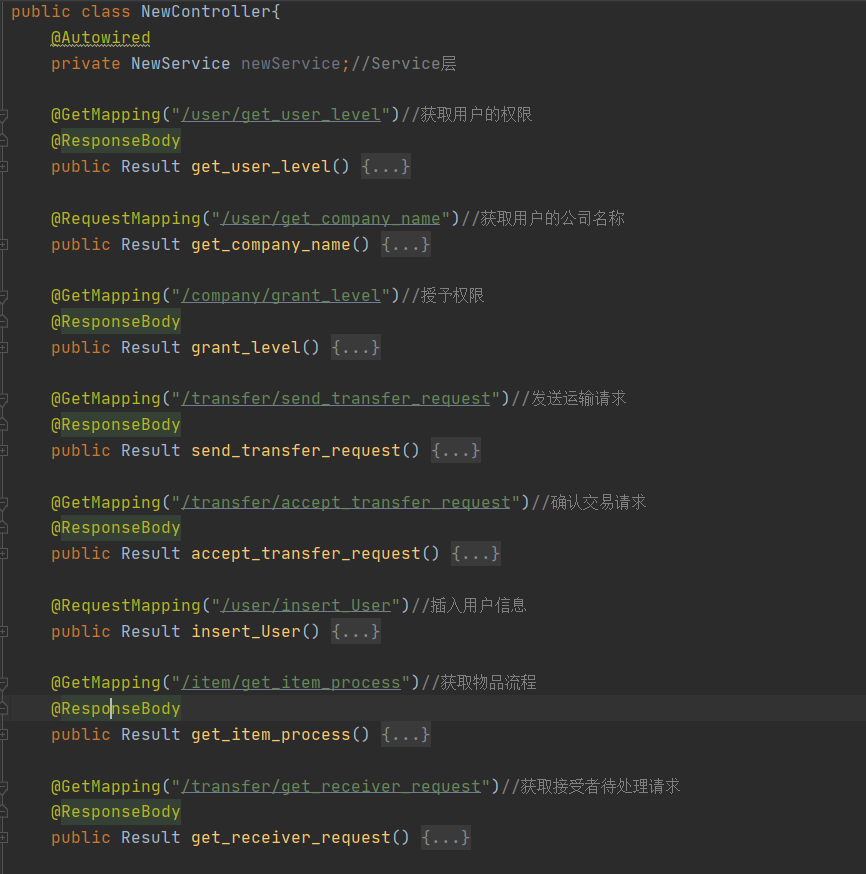 public class NewController{
@Autowired
private NewService newService;//Service层
@GetMapping("/user/get_user_level")//获取用户的权限
@ResponseBody
public Result get_user_level() {...}
@RequestMapping("/user/get_company_name")//获取用户的公司名称
public Result get_company_name() {...}
@GetMapping("/company/grant_level")//授予权限
@ResponseBody
public Result grant_level() {...}
@GetMapping("/transfer/send_transfer_request")//发送运输请求
@ResponseBody
public Result send_transfer_request() {...}
@GetMapping("/transfer/accept_transfer_request")//确认交易请求
@ResponseBody
public Result accept_transfer_request() {...}
@RequestMapping("/user/insert_User")//插入用户信息
public Result insert_User() {...}
@GetMapping("/item/get_item_process")//获取物品流程
@ResponseBody
public Result get_item_process() {...}
@GetMapping("/transfer/get_receiver_request")//获取接受者待处理请求
@ResponseBody
public Result get_receiver_request() {...}